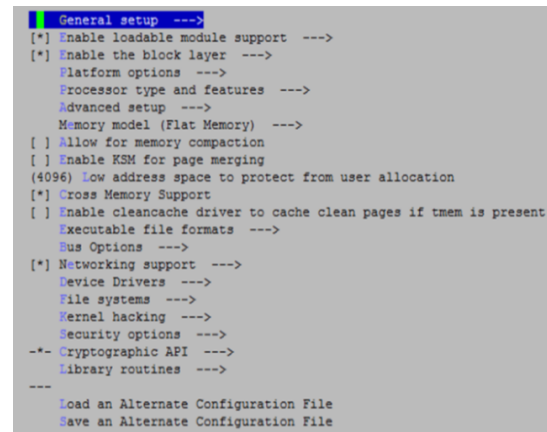 General setup --->
[*] Enable loadable module support --->
[*] Enable the block layer --->
Platform options --->
Processor type and features --->
Advanced setup --->
Memory model (Flat Memory) --->
[ ] Allow for memory compaction
[ ] Enable KSM for page merging
(4096) Low address space to protect from user allocation
[*] Cross Memory Support
[ ] Enable cleancache driver to cache clean pages if tmem is present
Executable file formats --->
Bus Options --->
[*] Networking support --->
Device Drivers --->
File systems --->
Kernel hacking --->
Security options --->
-*- Cryptographic API --->
Library routines --->
---
Load an Alternate Configuration File
Save an Alternate Configuration File